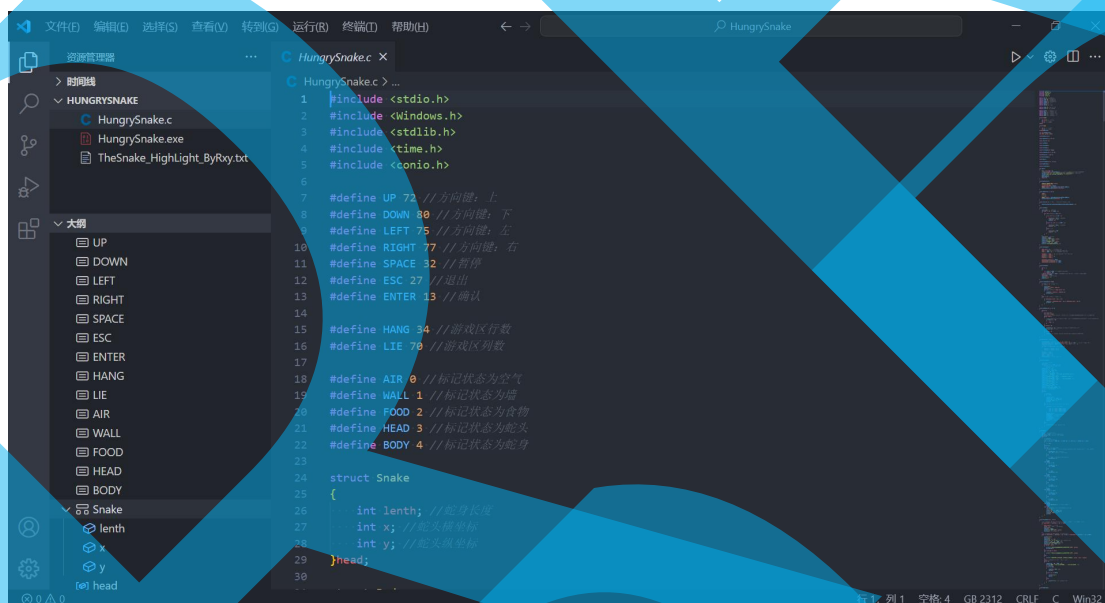 文件(F) 编辑(E) 选择(S) 查看(V) 转到(G) 运行(R) 终端(T) 帮助(H) ← → HungrySnake
资源管理器 ···
时间线
HUNGRYSNAKE
HungrySnake.c
HungrySnake.exe
TheSnake_HighLight_ByRxy.txt
大纲
UP
DOWN
LEFT
RIGHT
SPACE
ESC
ENTER
HANG
LIE
AIR
WALL
FOOD
HEAD
BODY
Snake
lenth
x
y
head
C HungrySnake.c ×
C HungrySnake.c > ...
1 #include <stdio.h>
2 #include <Windows.h>
3 #include <stdlib.h>
4 #include <time.h>
5 #include <conio.h>
6
7 #define UP 72 //方向键：上
8 #define DOWN 80 //方向键：下
9 #define LEFT 75 //方向键：左
10 #define RIGHT 77 //方向键：右
11 #define SPACE 32 //暂停
12 #define ESC 27 //退出
13 #define ENTER 13 //确认
14
15 #define HANG 34 //游戏区行数
16 #define LIE 70 //游戏区列数
17
18 #define AIR 0 //标记状态为空气
19 #define WALL 1 //标记状态为墙
20 #define FOOD 2 //标记状态为食物
21 #define HEAD 3 //标记状态为蛇头
22 #define BODY 4 //标记状态为蛇身
23
24 struct Snake
25 {
26 int lenth; //蛇身长度
27 int x; //蛇头横坐标
28 int y; //蛇头纵坐标
29 }head;
30
0 0 行 1，列 1 空格: 4 GB 2312 CRLF C Win32